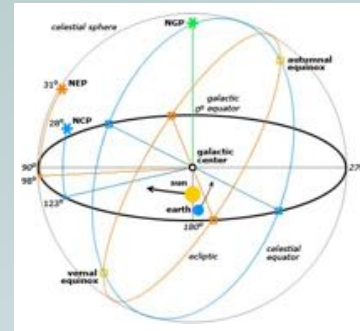 celestial sphere
NGP
autumnal
equinox
31°
NEP
NCP
28°
galactic
0° equator
galactic
center
90°
98°
27
sun
earth
123°
180°
celestial
equator
ecliptic
vernal
equinox